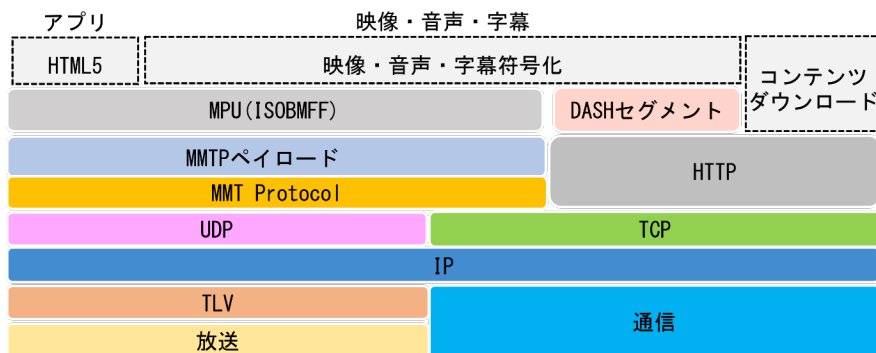 アプリ
映像・音声・字幕
HTML5
映像・音声・字幕符号化
コンテンツ
ダウンロード
MPU(ISOBMFF)
DASHセグメント
MMTPペイロード
HTTP
MMT Protocol
UDP
TCP
IP
TLV
通信
放送